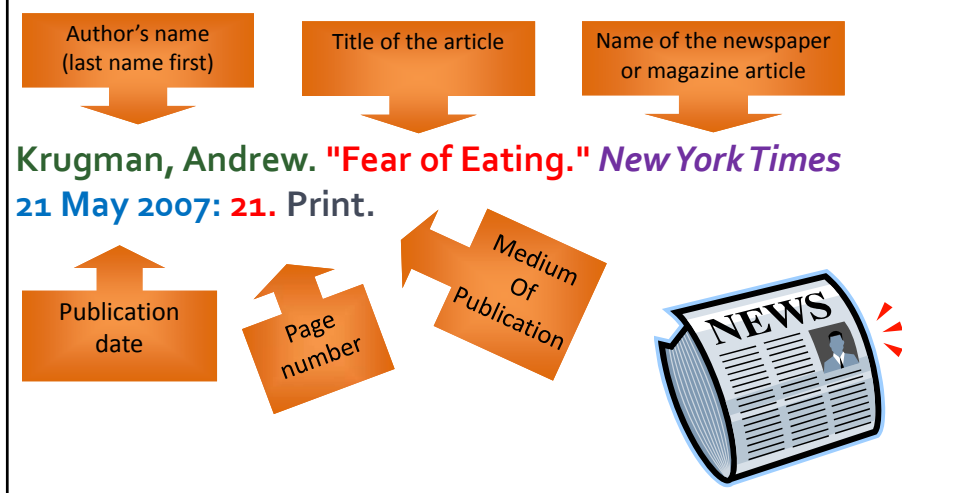 Author's name
(last name first)
Title of the article
Name of the newspaper
or magazine article
Krugman, Andrew. "Fear of Eating." New York Times
21 May 2007: 21. Print.
Publication
date
Page
number
Medium
Of
Publication
NEWS